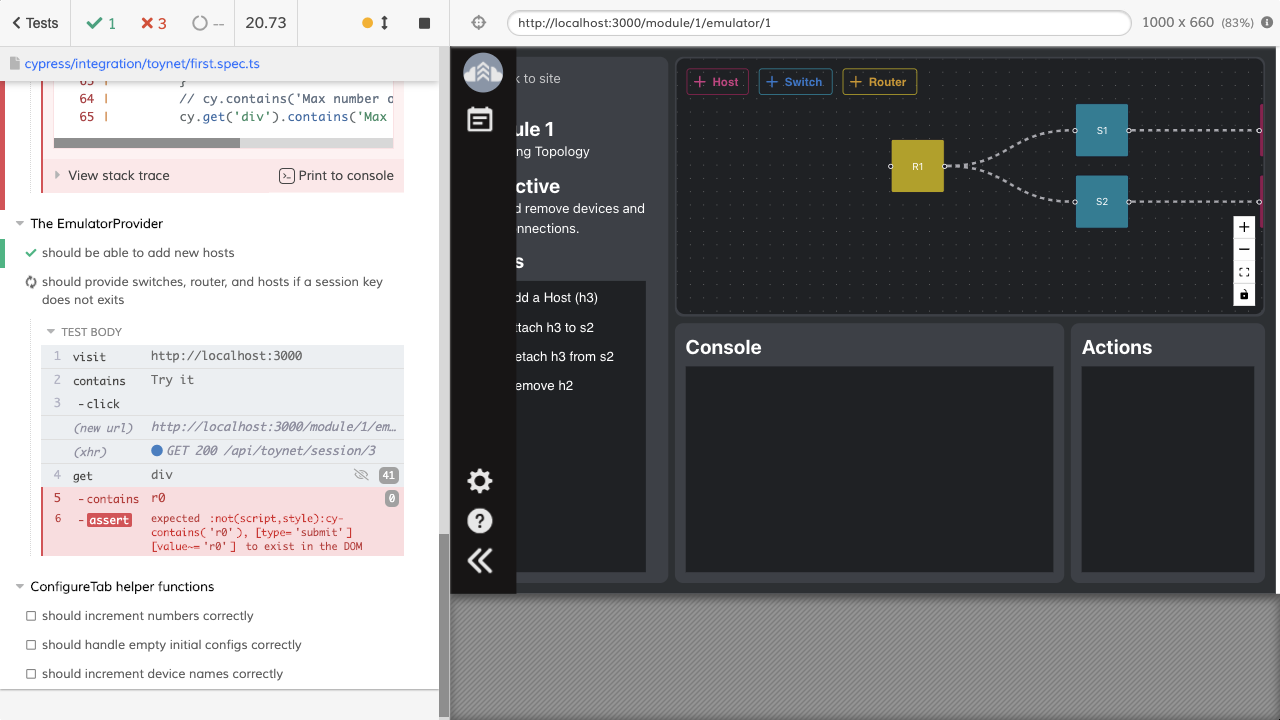 Tests
1
3
--
20.73
http://localhost:3000/module/1/emulator/1
1000 x 660 (83%)
cypress/integration/toynet/first.spec.ts
63 | }
64 | // cy.contains('Max number o
65 | cy.get('div').contains('Max
View stack trace
Print to console
The EmulatorProvider
should be able to add new hosts
should provide switches, router, and hosts if a session key
does not exits
TEST BODY
1 visit http://localhost:3000
2 contains Try it
3 -click
(new url) http://localhost:3000/module/1/em…
(xhr) GET 200 /api/toynet/session/3
4 get div 41
5 -contains r0 0
6 -assert expected :not(script,style):cy-
contains('r0'), [type='submit']
[value~='r0'] to exist in the DOM
ConfigureTab helper functions
should increment numbers correctly
should handle empty initial configs correctly
should increment device names correctly
k to site
ule 1
ng Topology
ctive
d remove devices and
onnections.
s
dd a Host (h3)
ttach h3 to s2
etach h3 from s2
emove h2
Host
Switch
Router
R1
S1
S2
Console
Actions